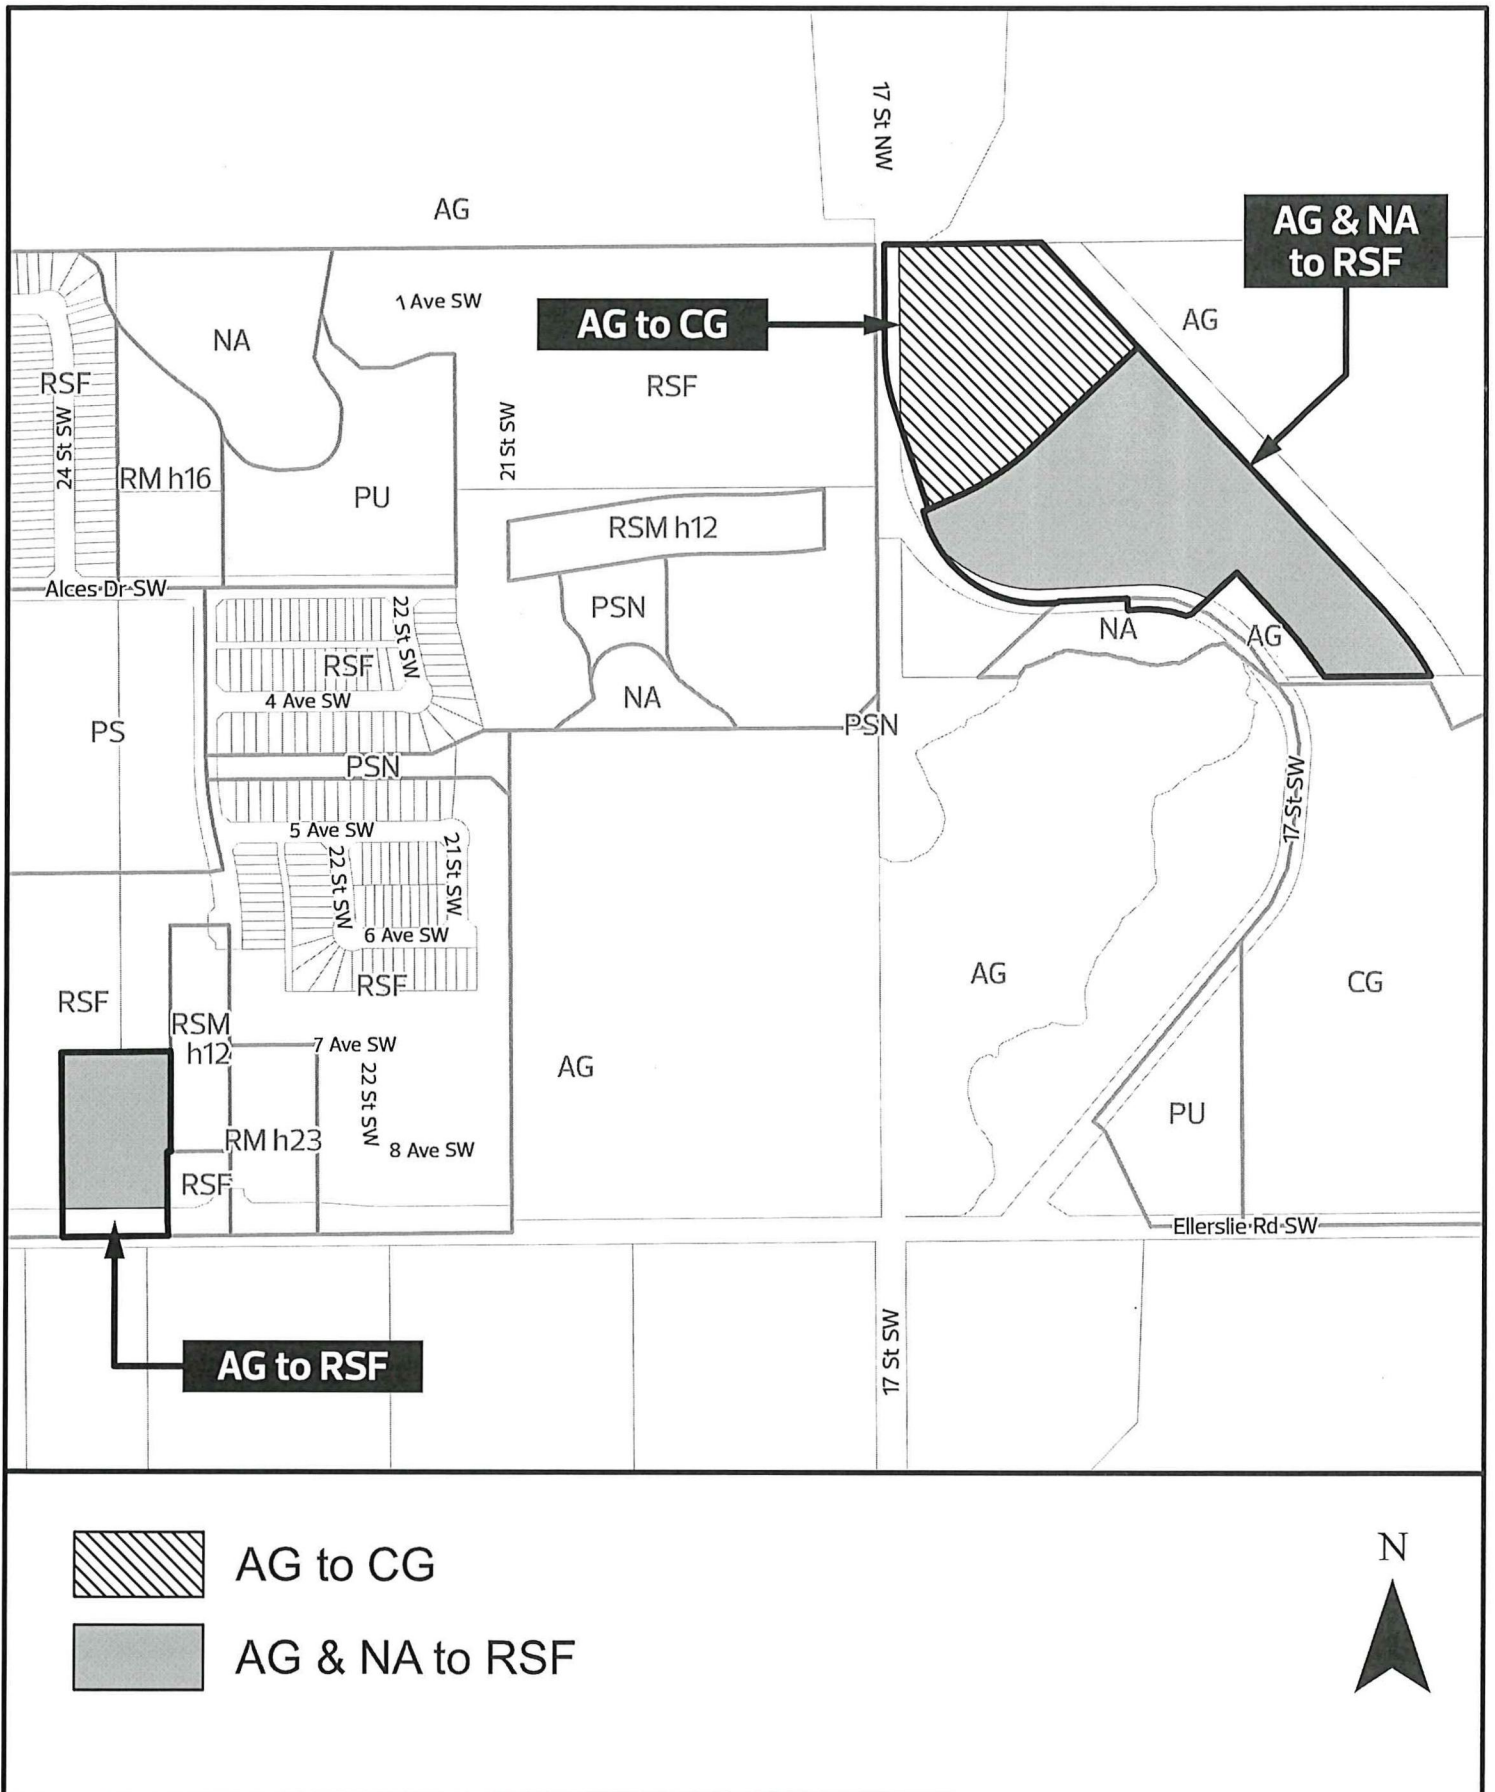 17 St NW
AG
AG & NA
to RSF
1 Ave SW
AG to CG
AG
NA
RSF
RSF
24 St SW
21 St SW
RM h16
PU
RSM h12
Alces Dr SW
22 St SW
PSN
RSF
NA
AG
4 Ave SW
NA
PS
PSN
PSN
17 St SW
5 Ave SW
22 St SW
21 St SW
6 Ave SW
AG
CG
RSF
RSF
RSM
h12
7 Ave SW
AG
22 St SW
PU
RM h23
8 Ave SW
RSF
Ellerslie Rd SW
17 St SW
AG to RSF
N
AG to CG
AG & NA to RSF